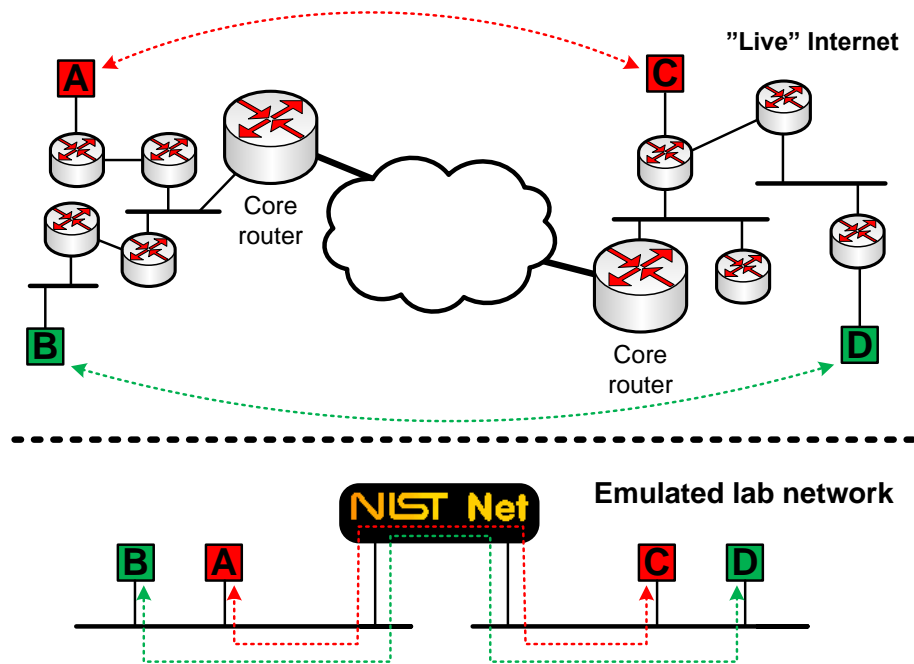 ”Live” Internet
A
C
Core
router
B
D
Core
router
Emulated lab network
NIST Net
B
A
C
D